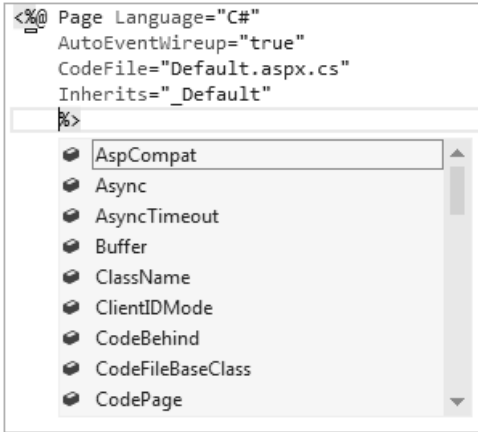 <%@ Page Language="C#"
AutoEventWireup="true"
CodeFile="Default.aspx.cs"
Inherits="_Default"
%>
AspCompat
Async
AsyncTimeout
Buffer
ClassName
ClientIDMode
CodeBehind
CodeFileBaseClass
CodePage